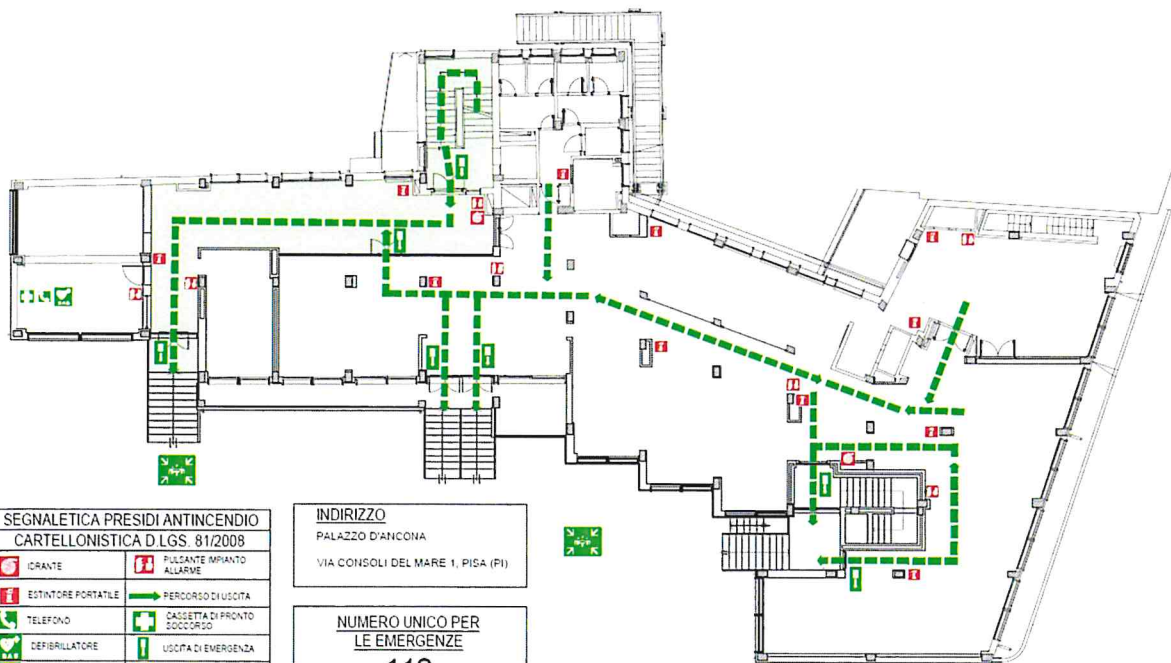 SEGNALETICA PRESIDI ANTINCENDIO
CARTELLONISTICA D.LGS. 81/2008
IDRANTE
PULSANTE IMPIANTO
ALLARME
ESTINTORE PORTATILE
PERCORSO DI USCITA
TELEFONO
CASSETTA DI PRONTO
SOCCORSO
DEFIBRILLATORE
USCITA DI EMERGENZA
INDIRIZZO
PALAZZO D'ANCONA
VIA CONSOLI DEL MARE 1, PISA (PI)
NUMERO UNICO PER
LE EMERGENZE